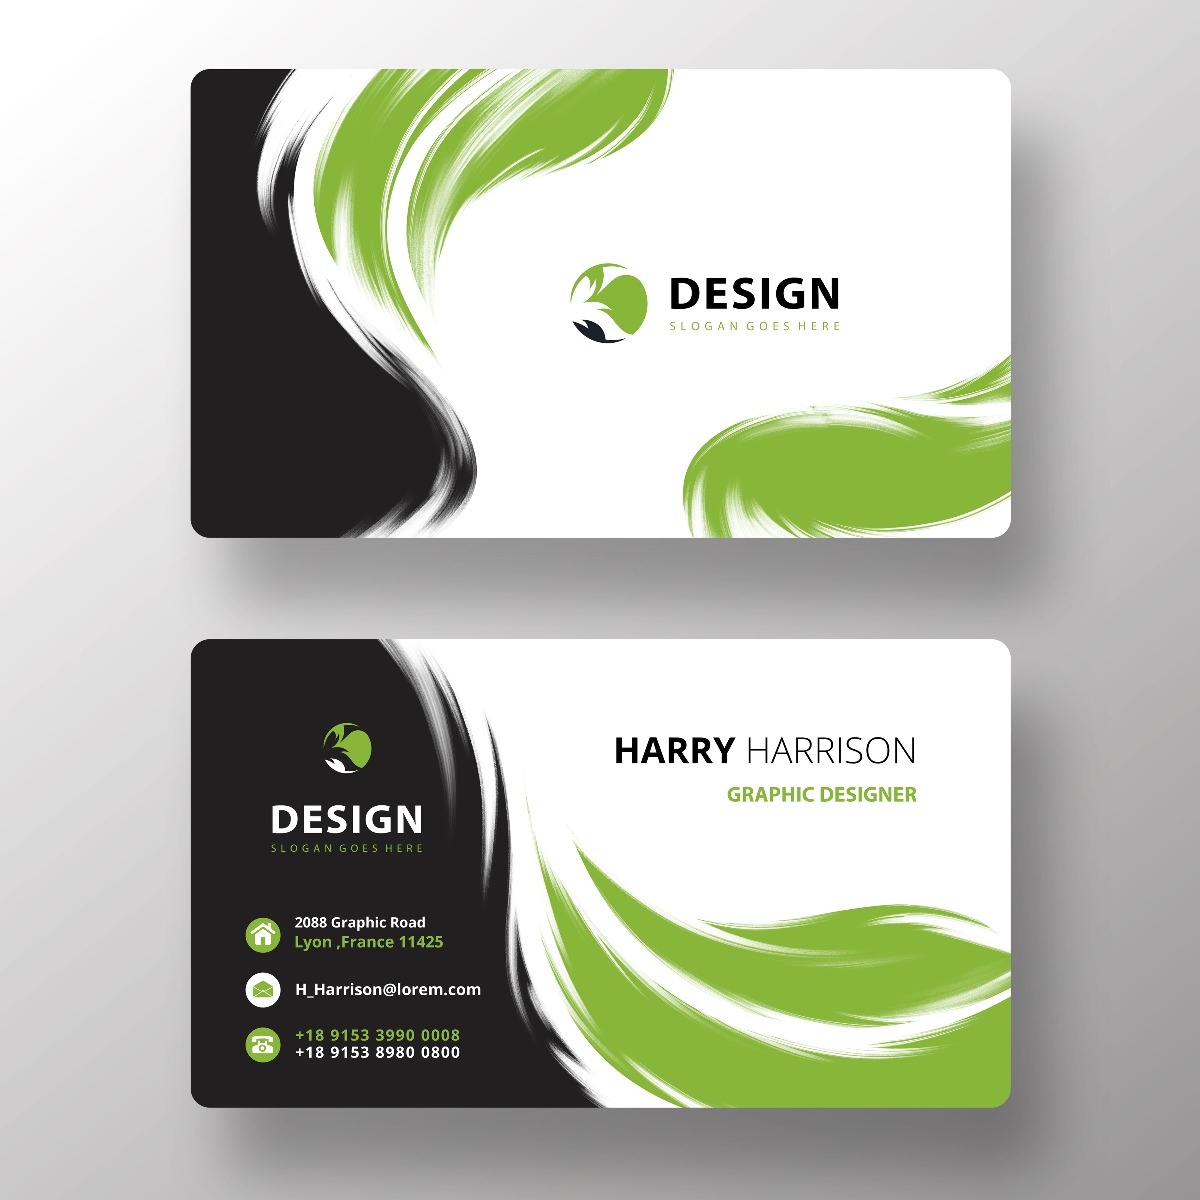 DESIGN
SLOGAN GOES HERE
DESIGN
SLOGAN GOES HERE
HARRY HARRISON
GRAPHIC DESIGNER
2088 Graphic Road
Lyon ,France 11425
H_Harrison@lorem.com
+18 9153 3990 0008
+18 9153 8980 0800